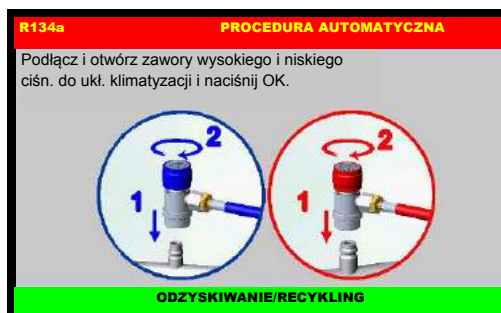 R134a PROCEDURA AUTOMATYCZNA
Podłącz i otwórz zawory wysokiego i niskiego
ciśn. do ukł. klimatyzacji i naciśnij OK.
2 2
1 1
ODZYSKIWANIE/RECYKLING